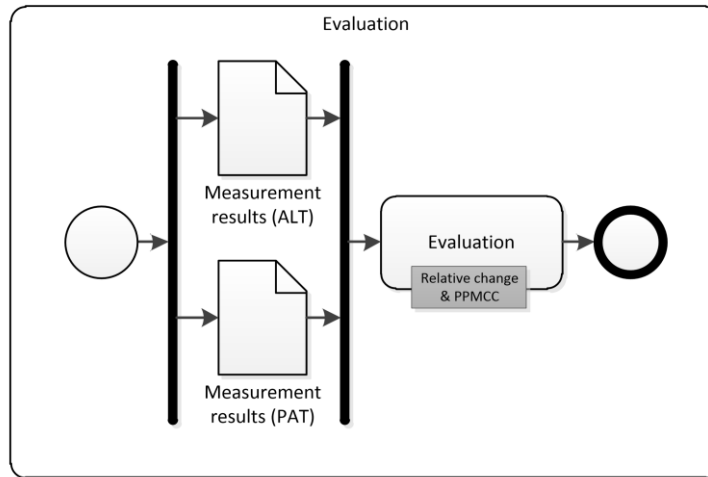 Evaluation
Measurement
results (ALT)
Evaluation
Relative change
& PPMCC
Measurement
results (PAT)